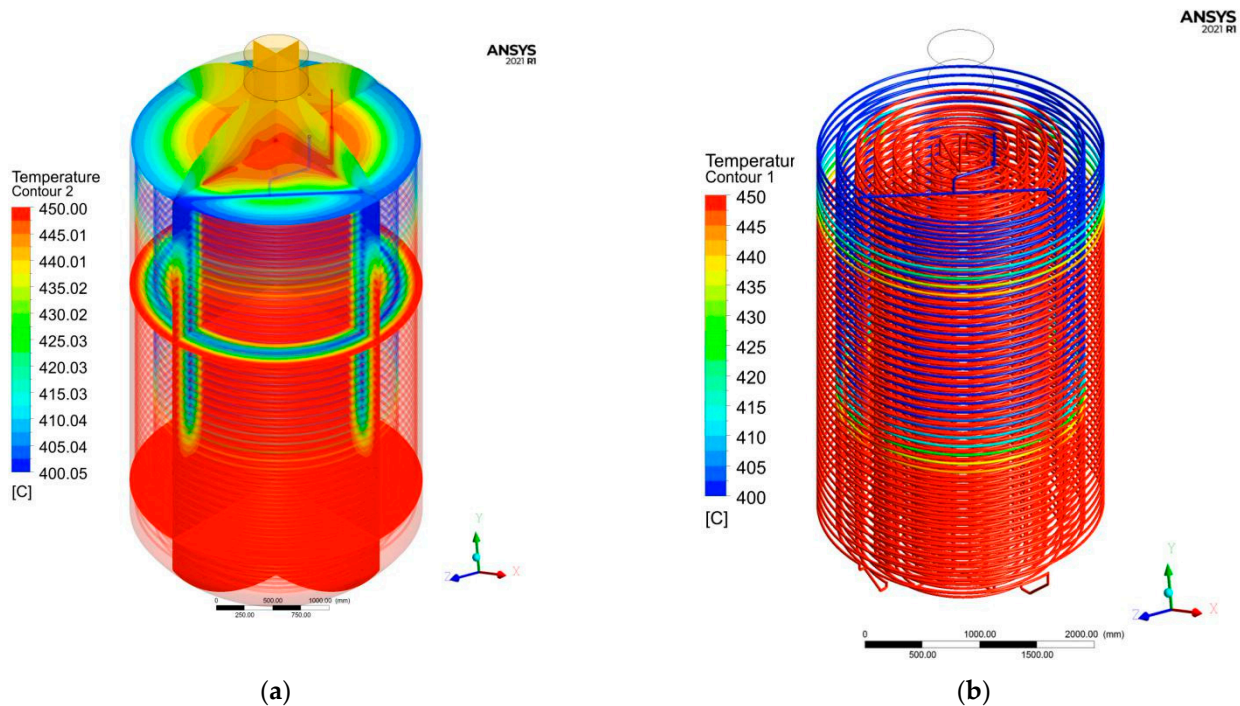 ANSYS
2021 R1
Temperature
Contour 2
450.00
445.01
440.01
435.02
430.02
425.03
420.03
415.03
410.04
405.04
400.05
[C]
Y
Z
X
0 500.00 1000.00 (mm)
250.00 750.00
(a)
ANSYS
2021 R1
Temperatur
Contour 1
450
445
440
435
430
425
420
415
410
405
400
[C]
Y
Z
X
0 1000.00 2000.00 (mm)
500.00 1500.00
(b)